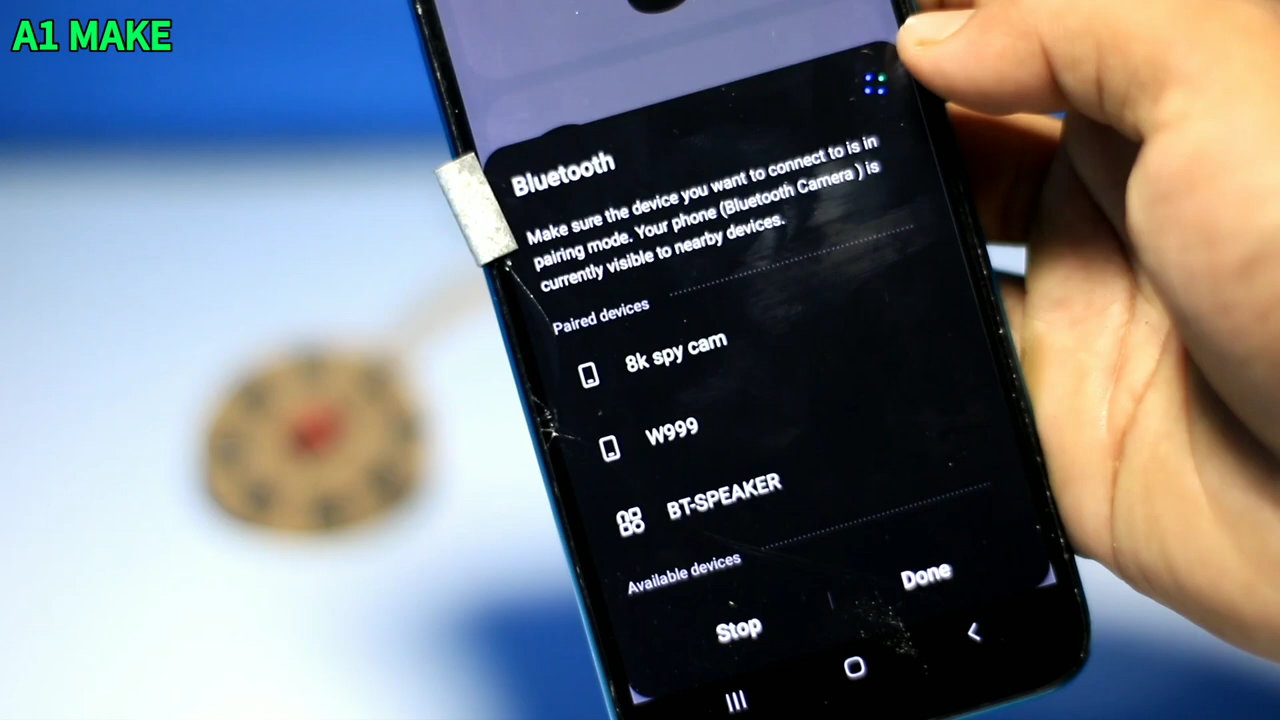 A1 MAKE
Bluetooth
Make sure the device you want to connect to is in
pairing mode. Your phone (Bluetooth Camera ) is
currently visible to nearby devices.
Paired devices
8k spy cam
W999
BT-SPEAKER
Available devices
Stop
Done